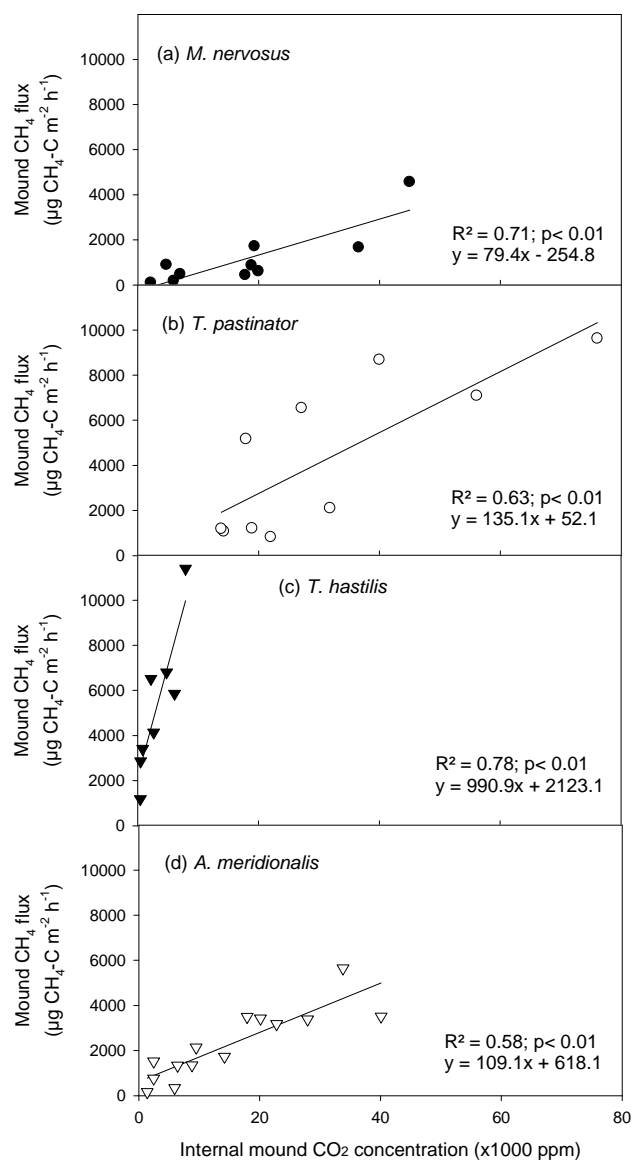 (a) M. nervosus
Mound CH₄ flux
(µg CH₄-C m⁻² h⁻¹)
10000
8000
6000
4000
2000
0
R² = 0.71; p< 0.01
y = 79.4x - 254.8
(b) T. pastinator
Mound CH₄ flux
(µg CH₄-C m⁻² h⁻¹)
10000
8000
6000
4000
2000
0
R² = 0.63; p< 0.01
y = 135.1x + 52.1
(c) T. hastilis
Mound CH₄ flux
(µg CH₄-C m⁻² h⁻¹)
10000
8000
6000
4000
2000
0
R² = 0.78; p< 0.01
y = 990.9x + 2123.1
(d) A. meridionalis
Mound CH₄ flux
(µg CH₄-C m⁻² h⁻¹)
10000
8000
6000
4000
2000
0
R² = 0.58; p< 0.01
y = 109.1x + 618.1
0 20 40 60 80
Internal mound CO₂ concentration (x1000 ppm)